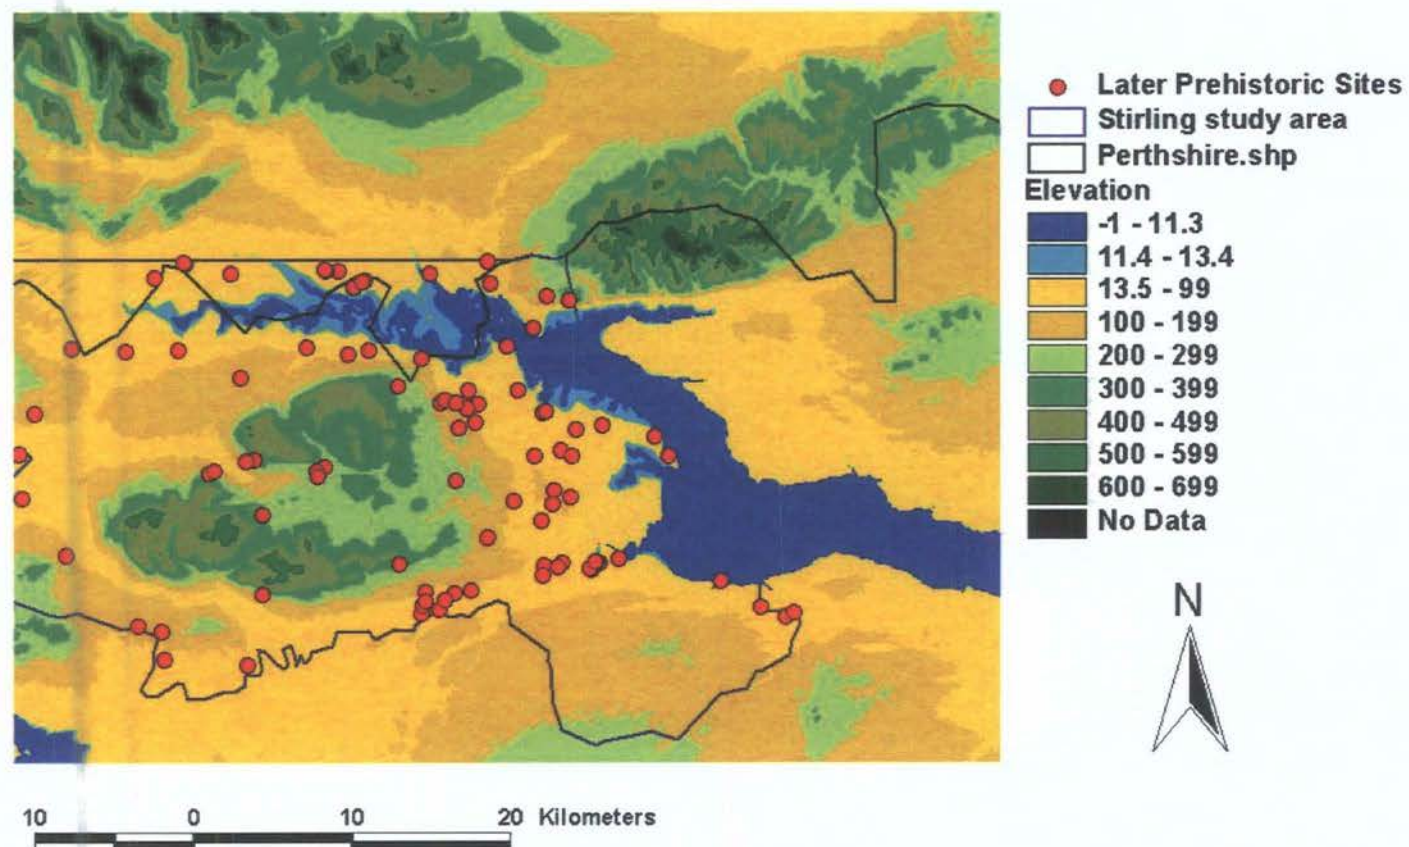 Later Prehistoric Sites
Stirling study area
Perthshire.shp
Elevation
-1 - 11.3
11.4 - 13.4
13.5 - 99
100 - 199
200 - 299
300 - 399
400 - 499
500 - 599
600 - 699
No Data
N
10 0 10 20 Kilometers